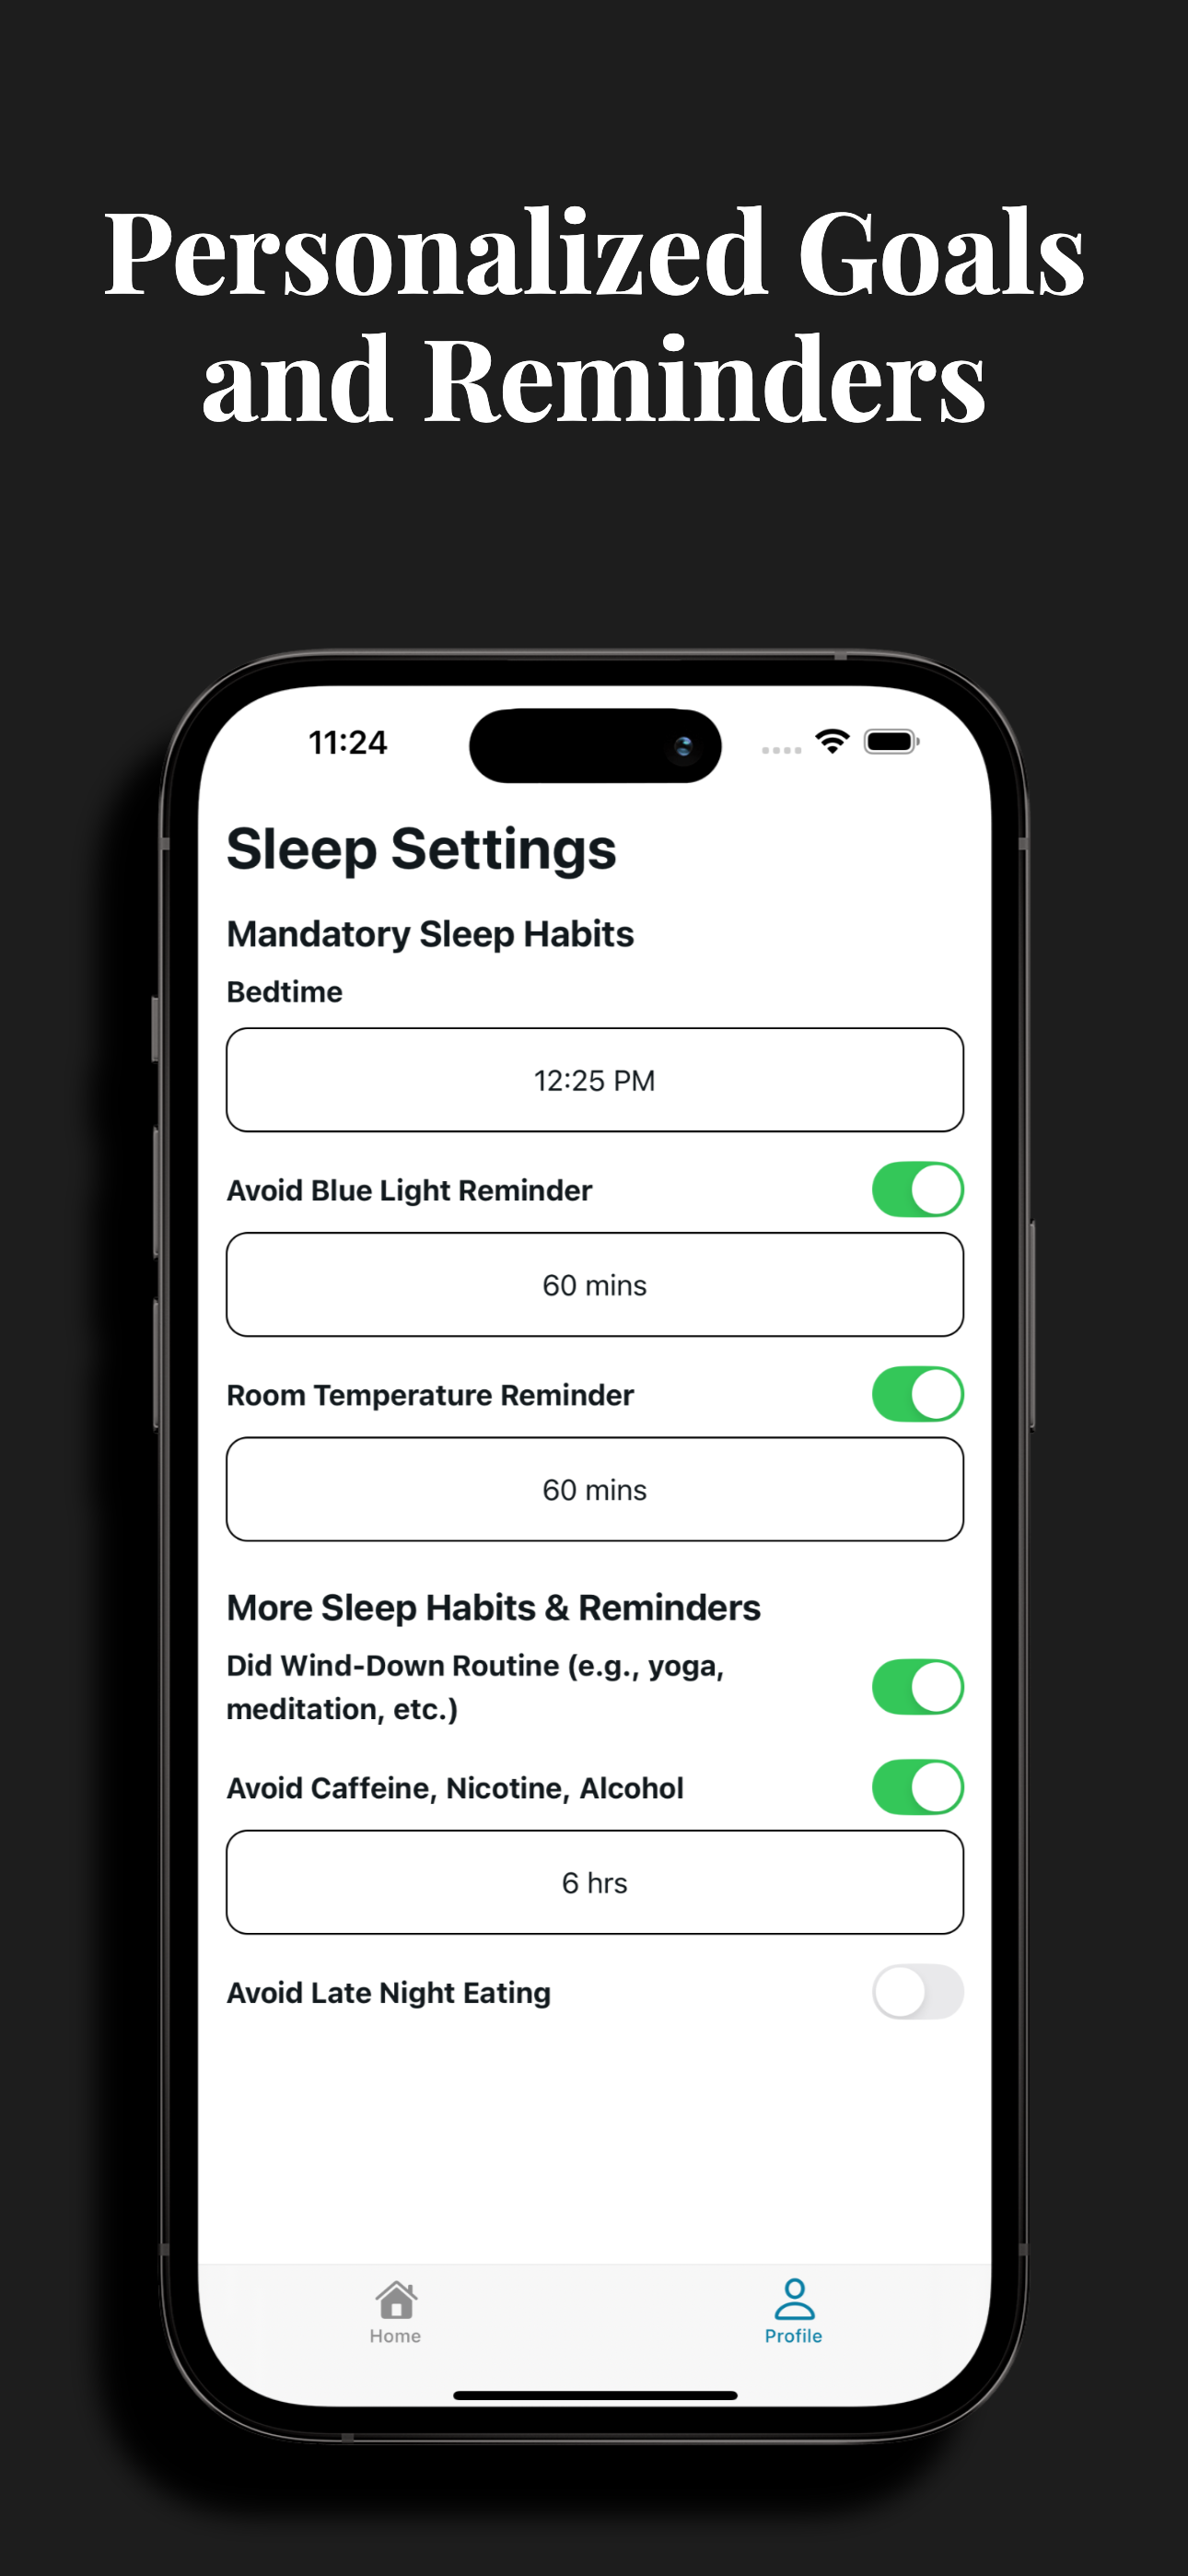 Personalized Goals
and Reminders
11:24
Sleep Settings
Mandatory Sleep Habits
Bedtime
12:25 PM
Avoid Blue Light Reminder
60 mins
Room Temperature Reminder
60 mins
More Sleep Habits & Reminders
Did Wind-Down Routine (e.g., yoga,
meditation, etc.)
Avoid Caffeine, Nicotine, Alcohol
6 hrs
Avoid Late Night Eating
Home
Profile